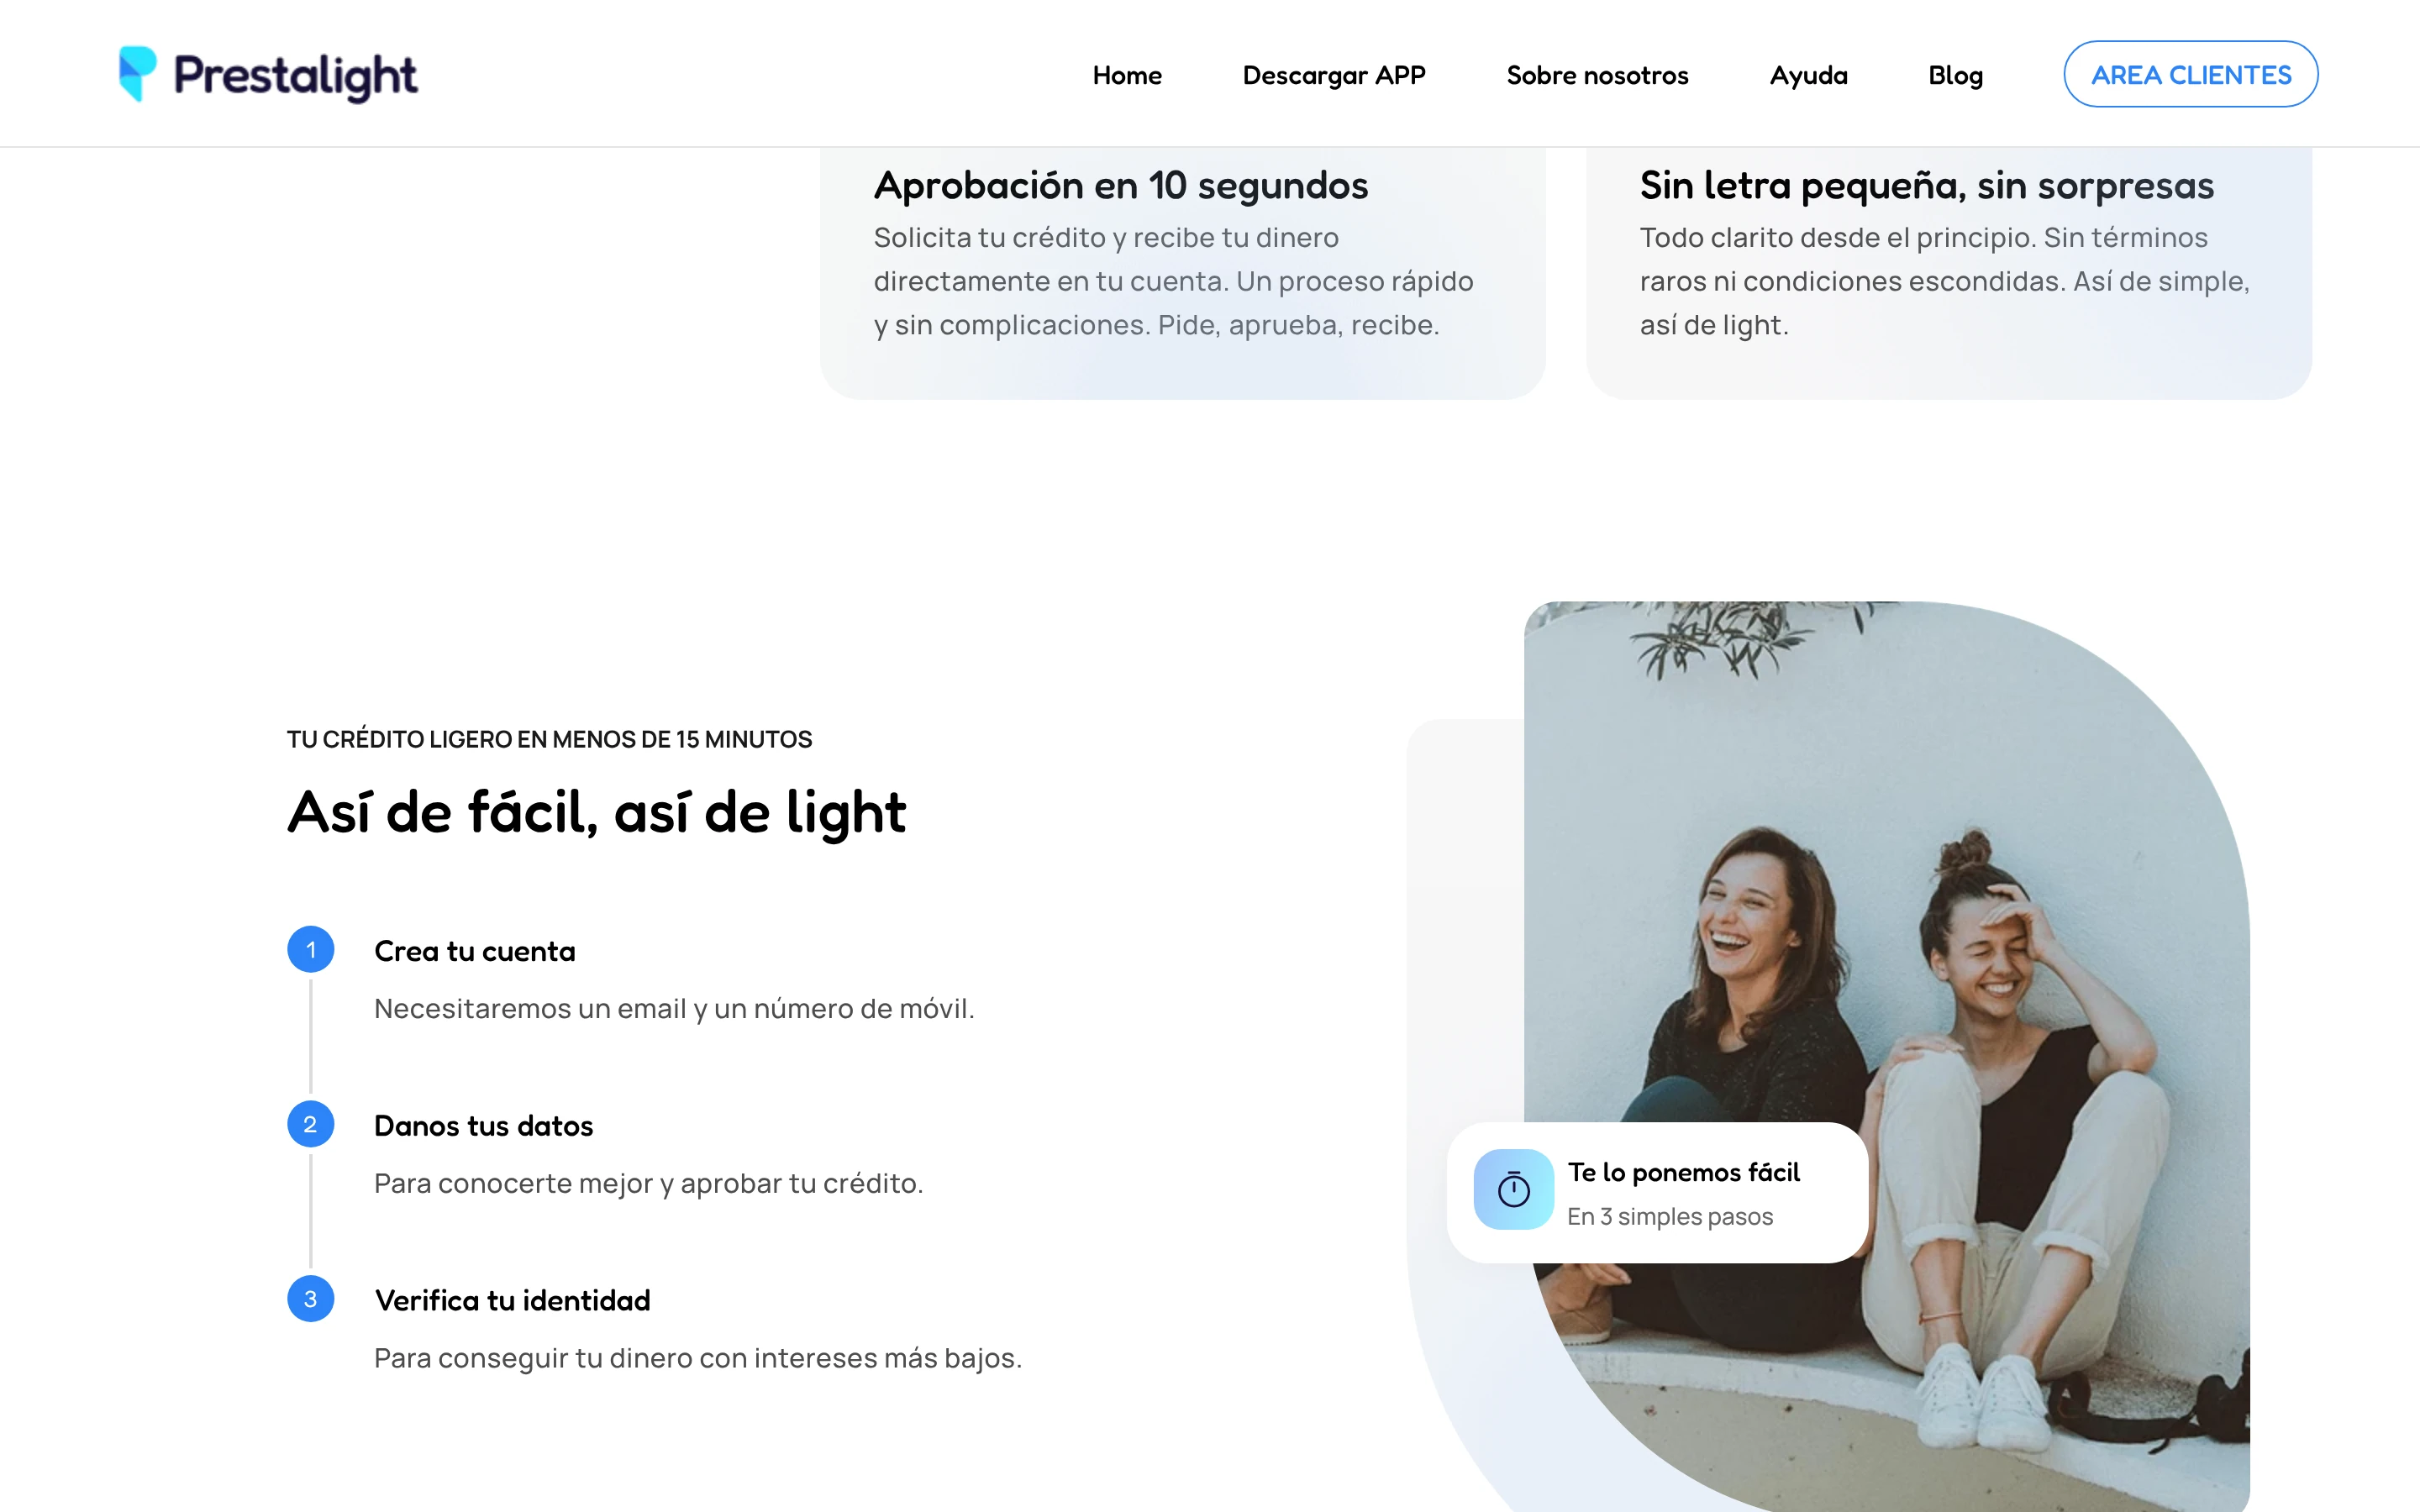 Prestalight
Home
Descargar APP
Sobre nosotros
Ayuda
Blog
AREA CLIENTES
Aprobación en 10 segundos
Solicita tu crédito y recibe tu dinero
directamente en tu cuenta. Un proceso rápido
y sin complicaciones. Pide, aprueba, recibe.
Sin letra pequeña, sin sorpresas
Todo clarito desde el principio. Sin términos
raros ni condiciones escondidas. Así de simple,
así de light.
TU CRÉDITO LIGERO EN MENOS DE 15 MINUTOS
Así de fácil, así de light
1
Crea tu cuenta
Necesitaremos un email y un número de móvil.
2
Danos tus datos
Para conocerte mejor y aprobar tu crédito.
3
Verifica tu identidad
Para conseguir tu dinero con intereses más bajos.
Te lo ponemos fácil
En 3 simples pasos